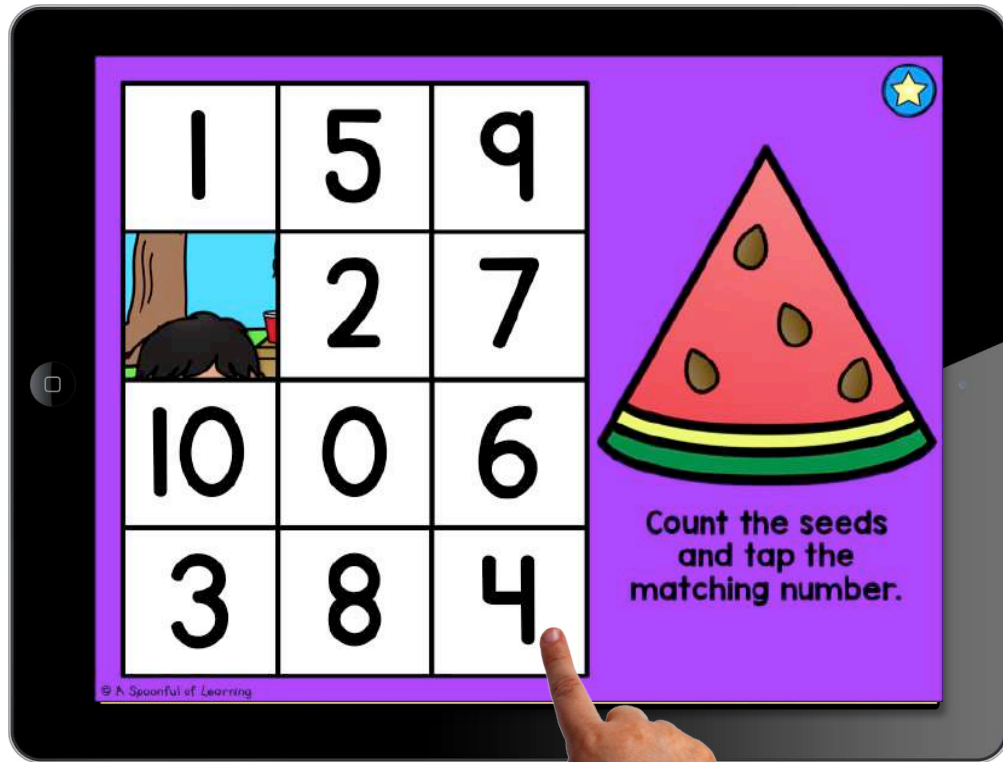 1 5 9
2 7
10 0 6
3 8 4
Count the seeds
and tap the
matching number.
© A Spoonful of Learning